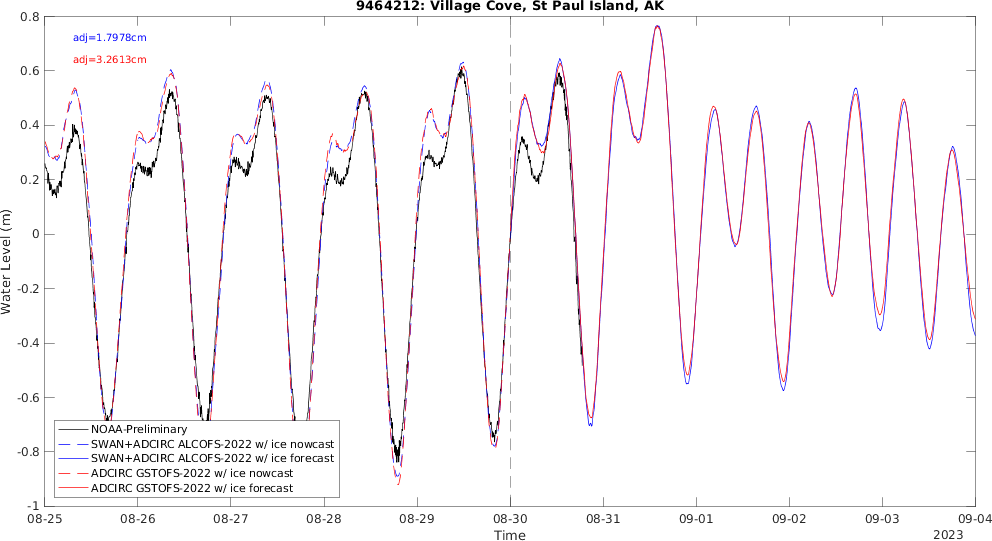 9464212: Village Cove, St Paul Island, AK
adj=1.7978cm
adj=3.2613cm
0.8
0.6
0.4
0.2
0
-0.2
-0.4
-0.6
-0.8
-1
Water Level (m)
NOAA-Preliminary
SWAN+ADCIRC ALCOFS-2022 w/ ice nowcast
SWAN+ADCIRC ALCOFS-2022 w/ ice forecast
ADCIRC GSTOFS-2022 w/ ice nowcast
ADCIRC GSTOFS-2022 w/ ice forecast
08-25 08-26 08-27 08-28 08-29 08-30 08-31 09-01 09-02 09-03 09-04
Time
2023